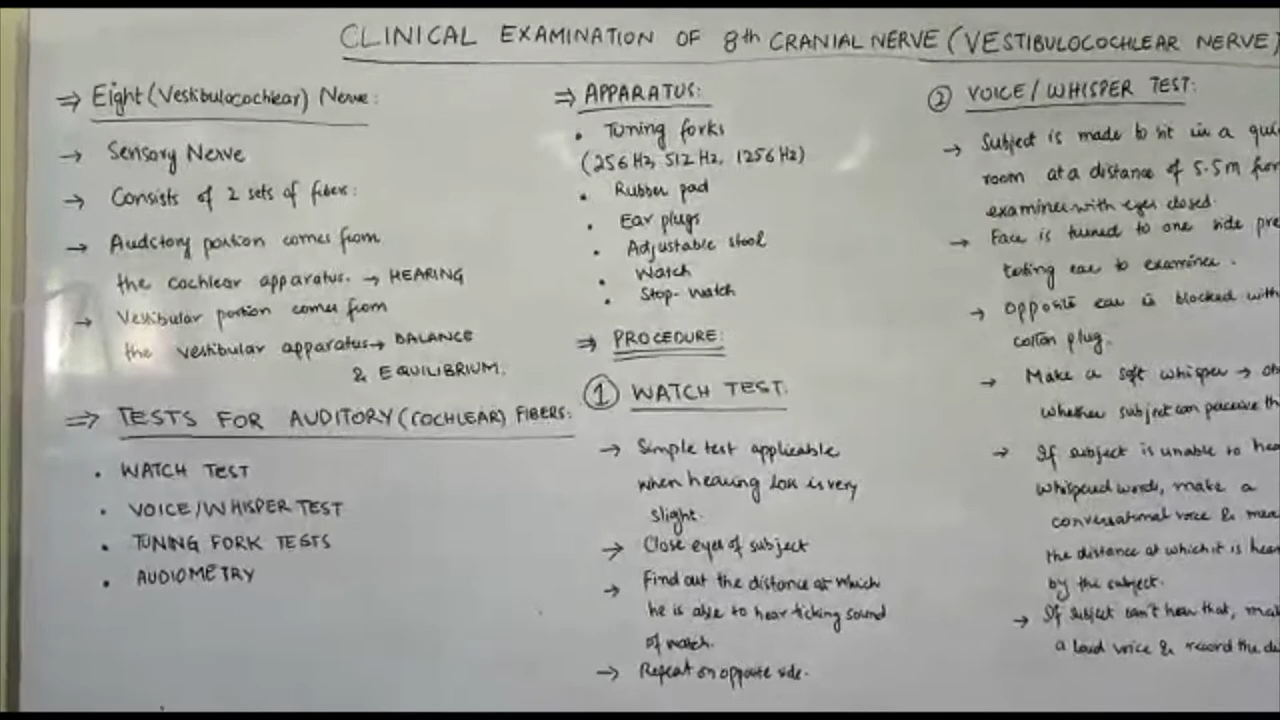 CLINICAL EXAMINATION OF 8th CRANIAL NERVE (VESTIBULOCOCHLEAR NERVE)
⇒ Eight (Vestibulocochlear) Nerve:
→ Sensory Nerve
→ Consists of 2 sets of fibers:
→ Auditory portion comes from
the cochlear apparatus. → HEARING
→ Vestibular portion comes from
the vestibular apparatus → BALANCE
& EQUILIBRIUM.
⇒ TESTS FOR AUDITORY (COCHLEAR) FIBERS:
• WATCH TEST
• VOICE/WHISPER TEST
• TUNING FORK TESTS
• AUDIOMETRY
⇒ APPARATUS:
• Tuning forks
(256 Hz, 512 Hz, 1256 Hz)
• Rubber pad
• Ear plugs
• Adjustable stool
• Watch
• Stop-watch
⇒ PROCEDURE:
① WATCH TEST:
→ Simple test applicable
when hearing loss is very
slight.
→ Close eyes of subject
→ Find out the distance at which
he is able to hear ticking sound
of watch.
→ Repeat on opposite side.
② VOICE/WHISPER TEST:
→ Subject is made to sit in a
room at a distance of 5.5m
examiner with eyes closed.
→ Face is turned to one side
testing ear to examiner.
→ Opposite ear is blocked with
cotton plug.
→ Make a soft whisper →
whether subject can perceive
→ If subject is unable to
whispered words, make a
conversational voice &
the distance at which it is
by the subject.
→ If subject can't hear that,
a loud voice & record the